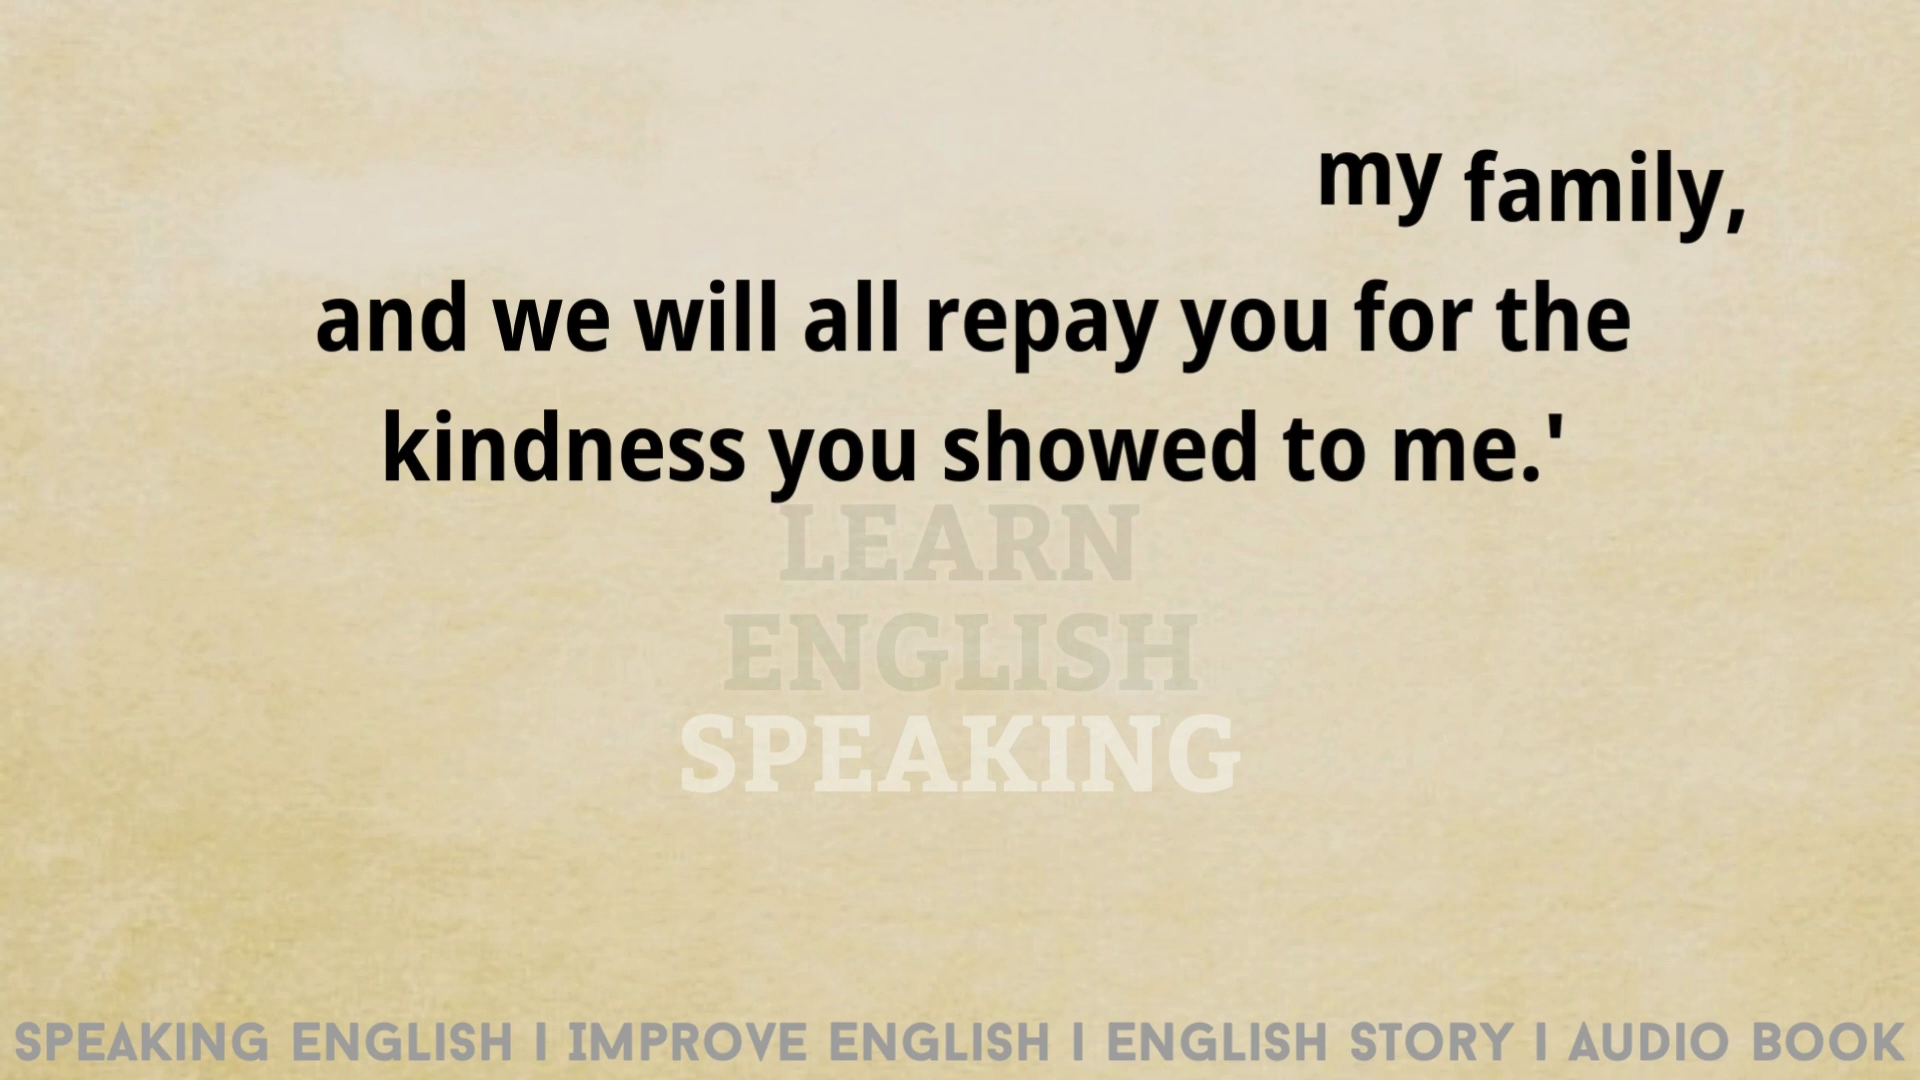 my family,
and we will all repay you for the
kindness you showed to me.'
LEARN
ENGLISH
SPEAKING
SPEAKING ENGLISH I IMPROVE ENGLISH I ENGLISH STORY I AUDIO BOOK